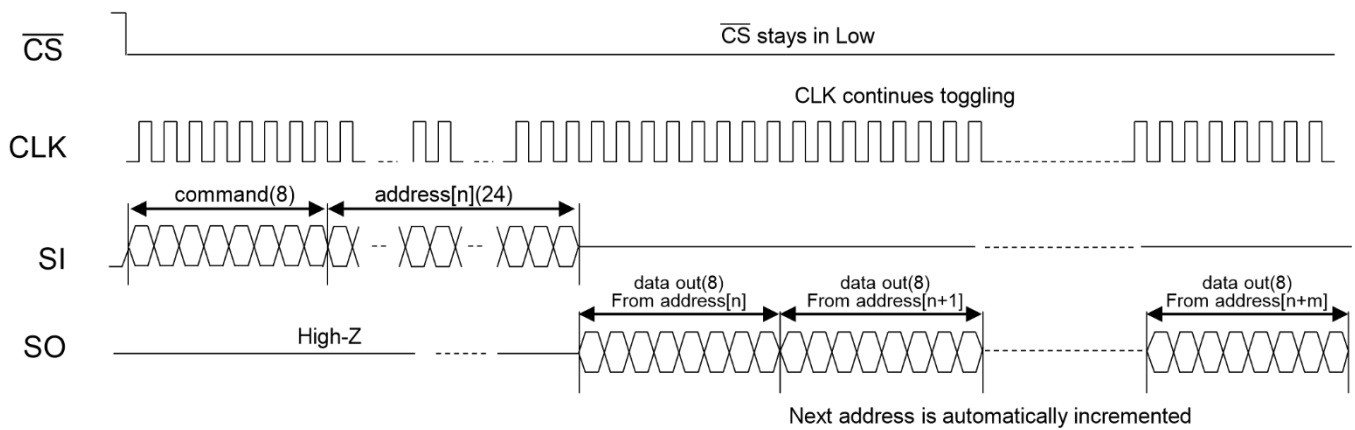 CS
CS stays in Low
CLK continues toggling
CLK
command(8)
address[n](24)
SI
data out(8)
From address[n]
data out(8)
From address[n+1]
data out(8)
From address[n+m]
SO
High-Z
Next address is automatically incremented